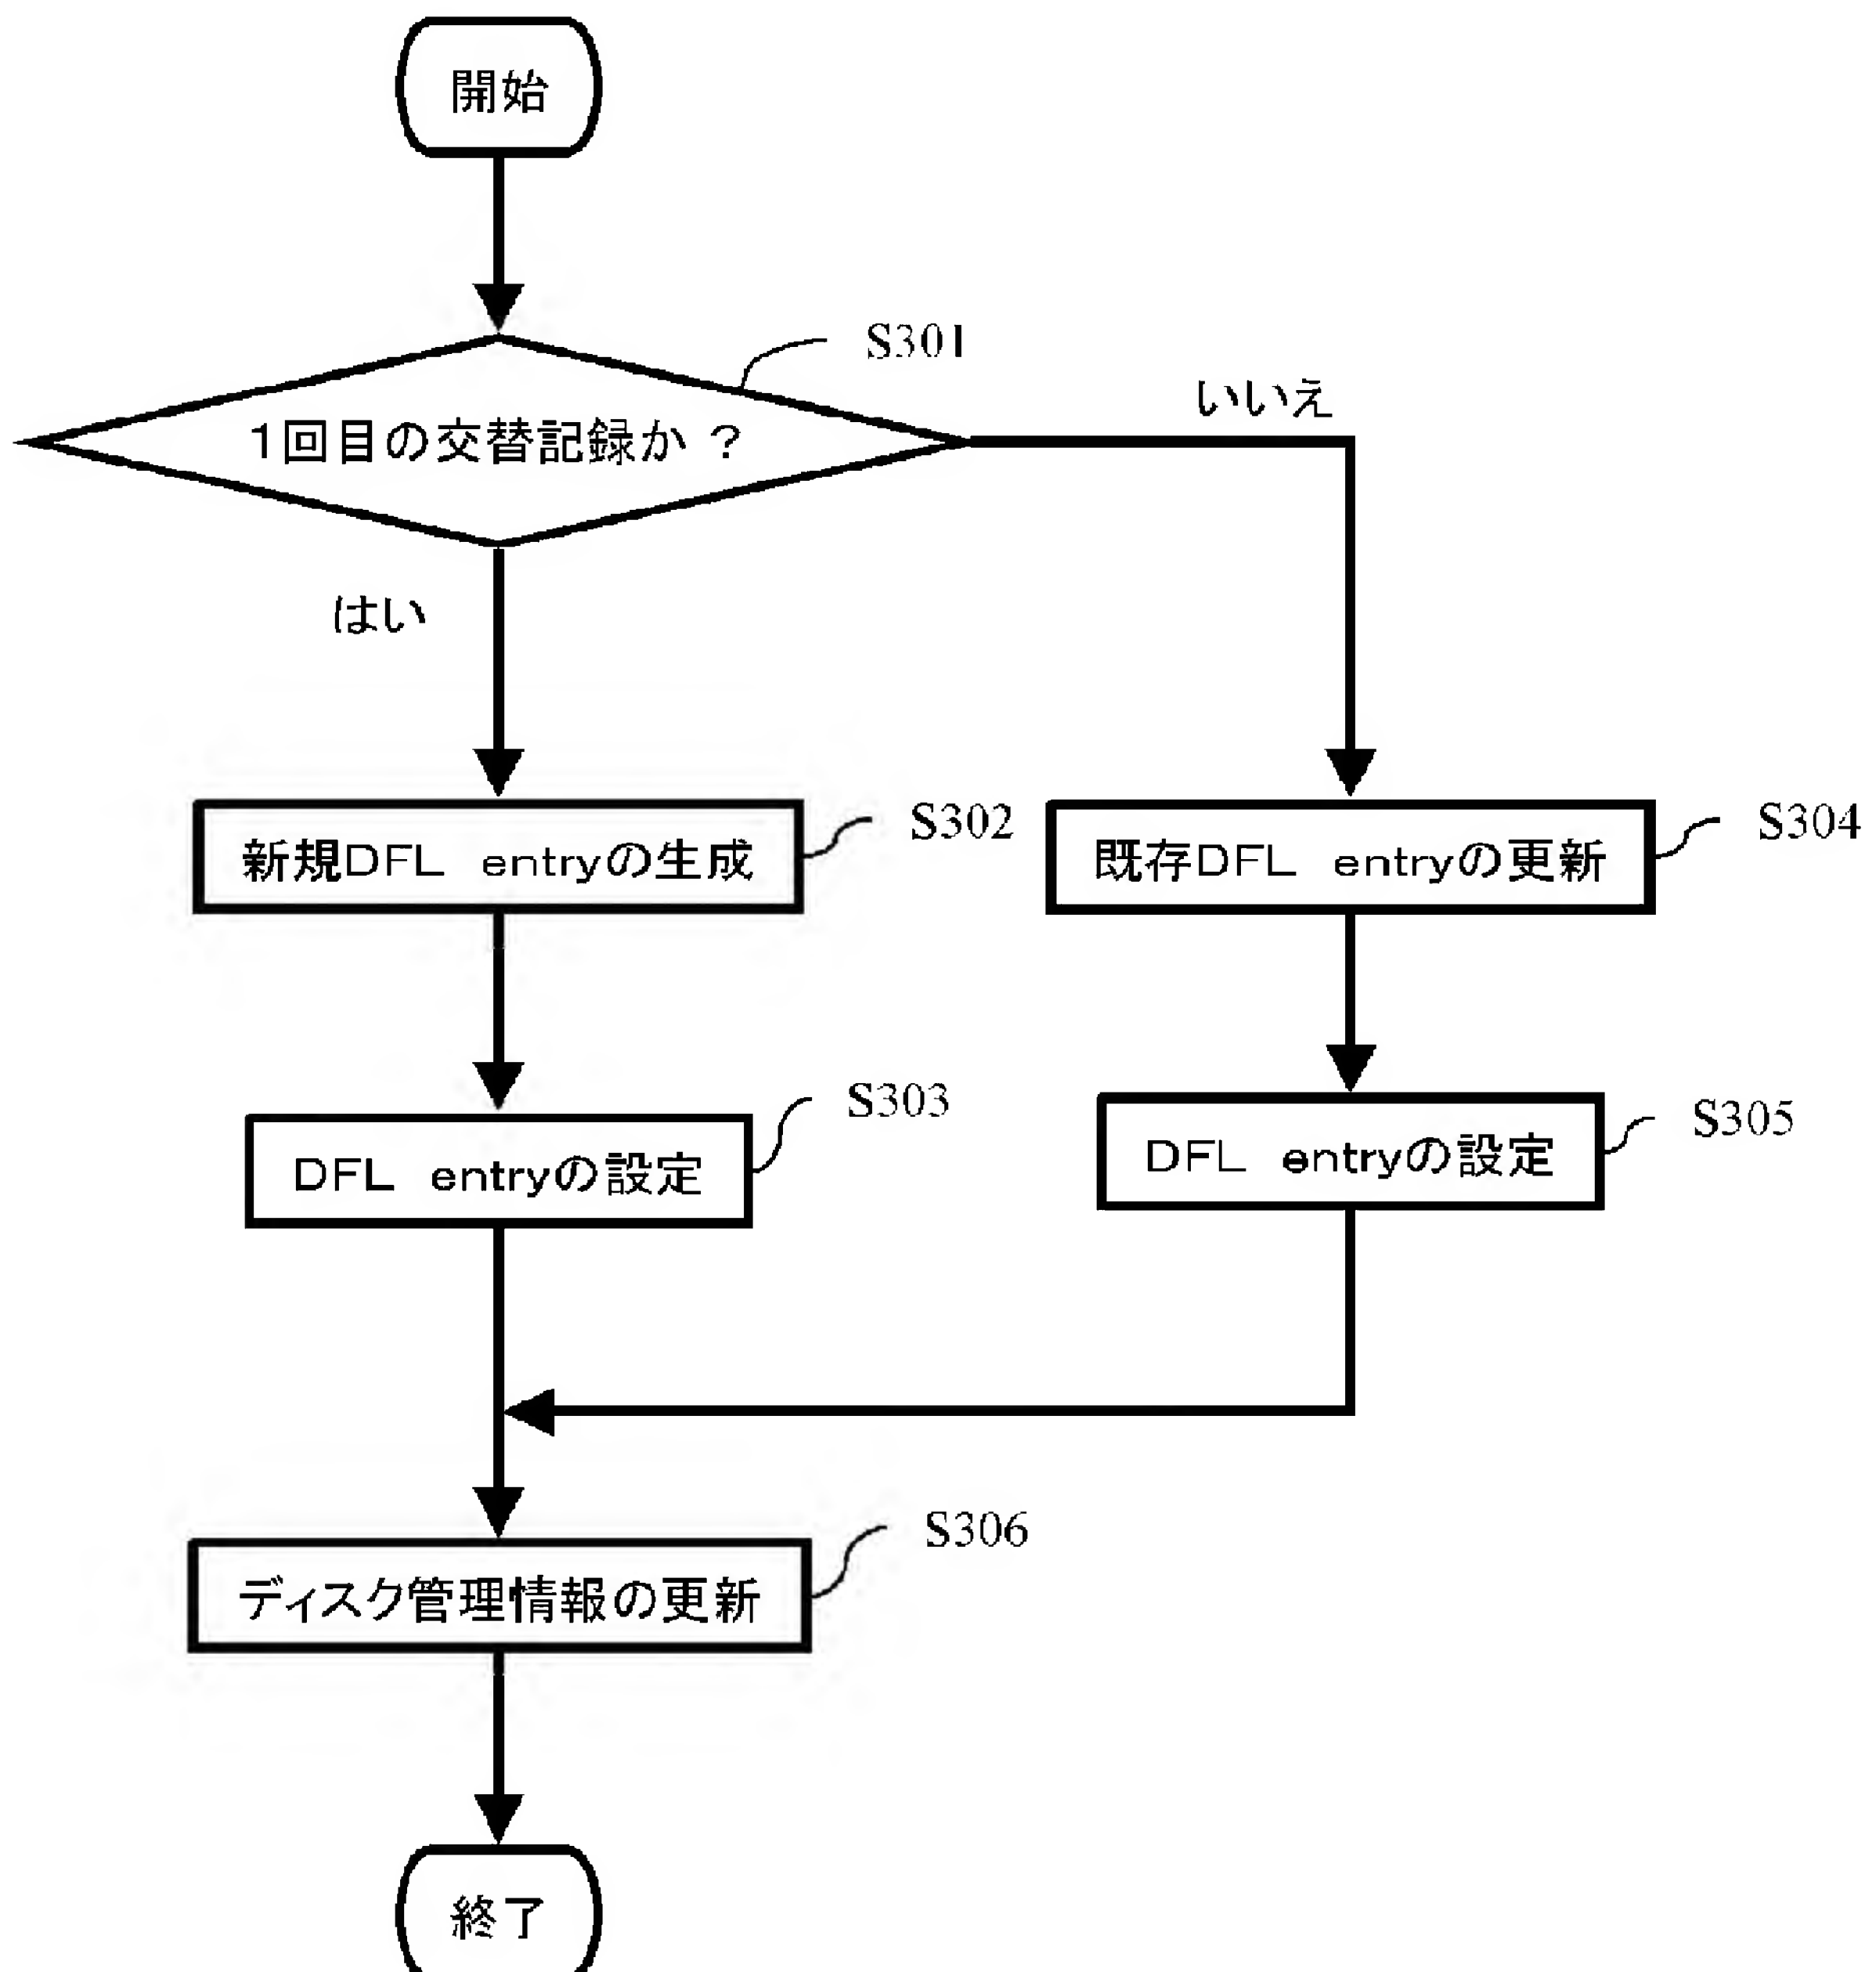 開始
S301
1回目の交替記録か？
いいえ
はい
新規DFL entryの生成
S302
既存DFL entryの更新
S304
DFL entryの設定
S303
DFL entryの設定
S305
ディスク管理情報の更新
S306
終了